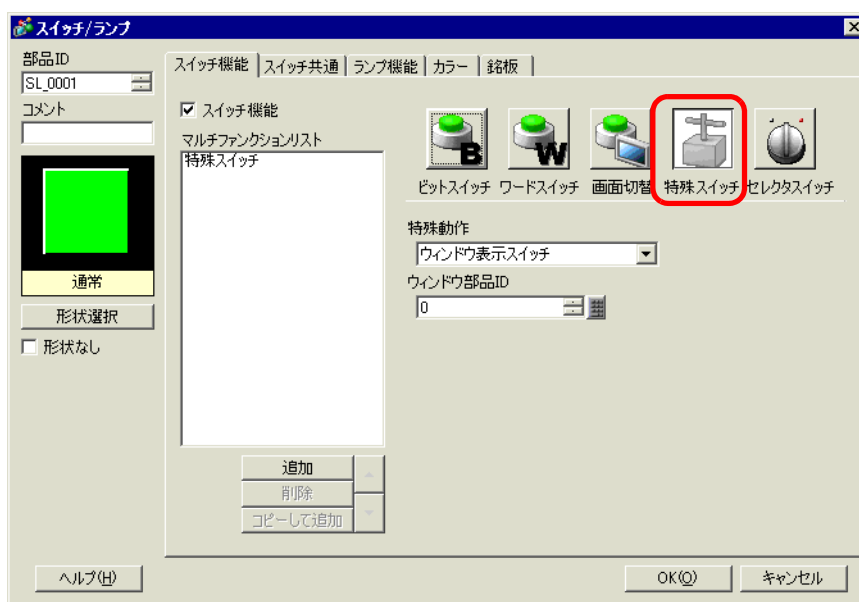 スイッチ/ランプ
部品ID
SL_0001
コメント
通常
形状選択
形状なし
スイッチ機能 スイッチ共通 ランプ機能 カラー 銘板
スイッチ機能
マルチファンクションリスト
特殊スイッチ
追加
削除
コピーして追加
B W
ビットスイッチ ワードスイッチ 画面切替 特殊スイッチ セレクタスイッチ
特殊動作
ウィンドウ表示スイッチ
ウィンドウ部品ID
0
ヘルプ(H) OK(O) キャンセル